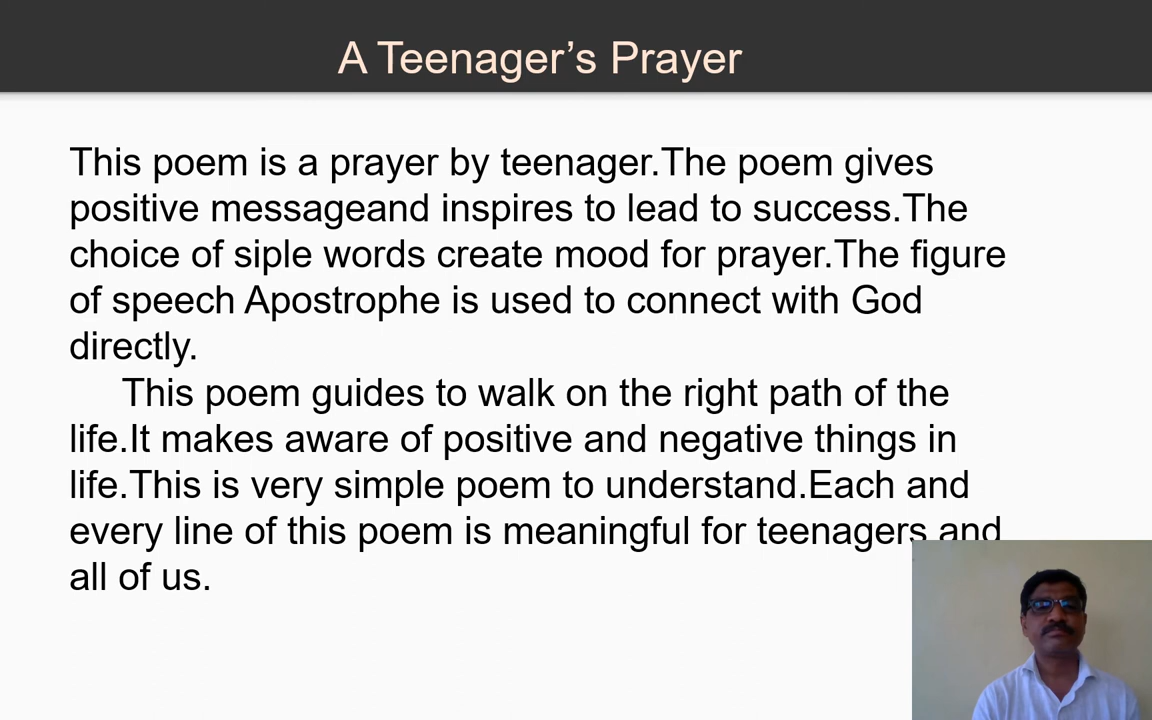 A Teenager’s Prayer
This poem is a prayer by teenager.The poem gives
positive messageand inspires to lead to success.The
choice of siple words create mood for prayer.The figure
of speech Apostrophe is used to connect with God
directly.
This poem guides to walk on the right path of the
life.It makes aware of positive and negative things in
life.This is very simple poem to understand.Each and
every line of this poem is meaningful for teenagers and
all of us.